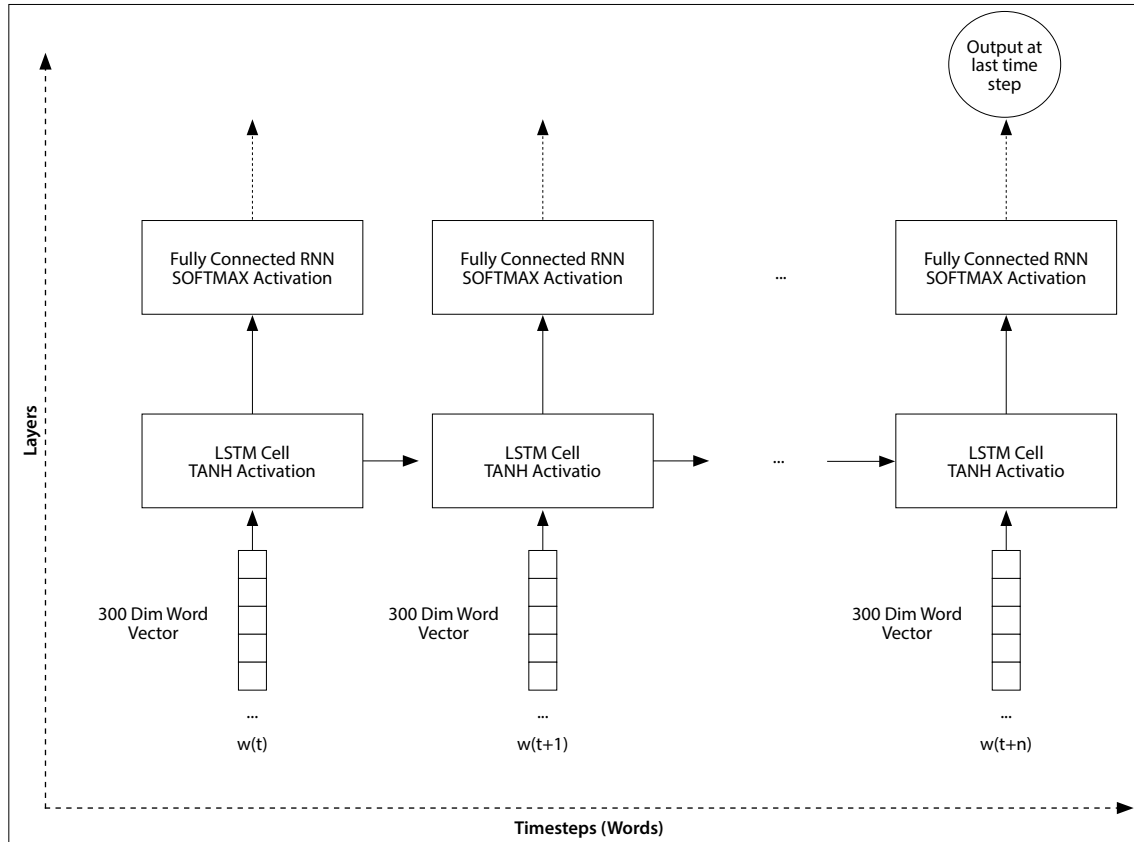 Output at
last time
step
Fully Connected RNN
SOFTMAX Activation
Fully Connected RNN
SOFTMAX Activation
...
Fully Connected RNN
SOFTMAX Activation
Layers
LSTM Cell
TANH Activation
LSTM Cell
TANH Activatio
...
LSTM Cell
TANH Activatio
300 Dim Word
Vector
300 Dim Word
Vector
300 Dim Word
Vector
...
...
...
w(t)
w(t+1)
w(t+n)
Timesteps (Words)